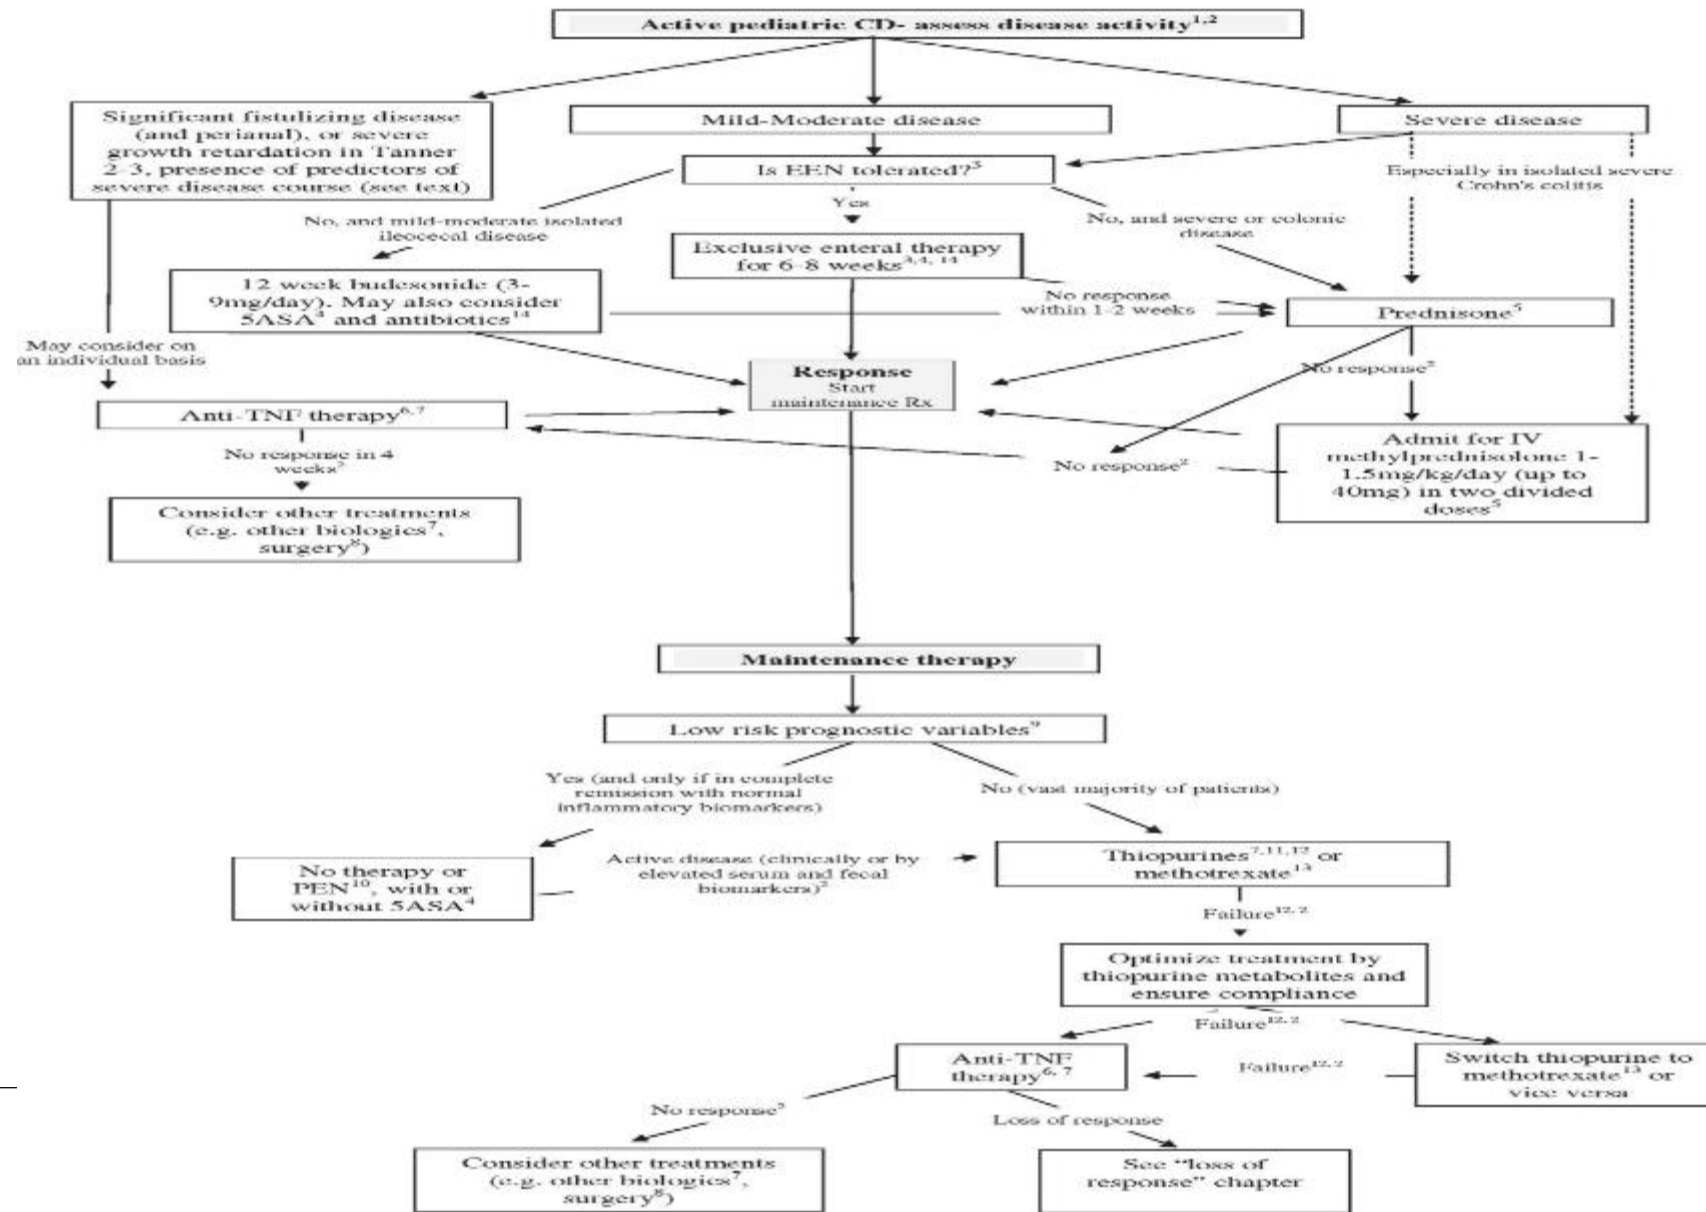 Active pediatric CD- assess disease activity1,2
Significant fistulizing disease
(and perianal), or severe
growth retardation in Tanner
2-3, presence of predictors of
severe disease course (see text)
Mild-Moderate disease
Severe disease
Is EEN tolerated?3
Especially in isolated severe
Crohn's colitis
Yes
No, and mild-moderate isolated
ileocecal disease
No, and severe or colonic
disease
Exclusive enteral therapy
for 6-8 weeks3,4, 14
12 week budesonide (3-
9mg/day). May also consider
5ASA4 and antibiotics14
No response
within 1-2 weeks
Prednisone5
May consider on
an individual basis
Response
Start
maintenance Rx
No response2
Anti-TNF therapy6,7
No response in 4
weeks2
No response2
Admit for IV
methylprednisolone 1-
1.5mg/kg/day (up to
40mg) in two divided
doses5
Consider other treatments
(e.g. other biologics7,
surgery8)
Maintenance therapy
Low risk prognostic variables9
Yes (and only if in complete
remission with normal
inflammatory biomarkers)
No (vast majority of patients)
No therapy or
PEN10, with or
without 5ASA4
Active disease (clinically or by
elevated serum and fecal
biomarkers)2
Thiopurines7,11,12 or
methotrexate13
Failure12,2
Optimize treatment by
thiopurine metabolites and
ensure compliance
Failure12,2
Anti-TNF
therapy6, 7
Failure12,2
Switch thiopurine to
methotrexate13 or
vice versa
No response2
Loss of response
Consider other treatments
(e.g. other biologics7,
surgery8)
See "loss of
response" chapter